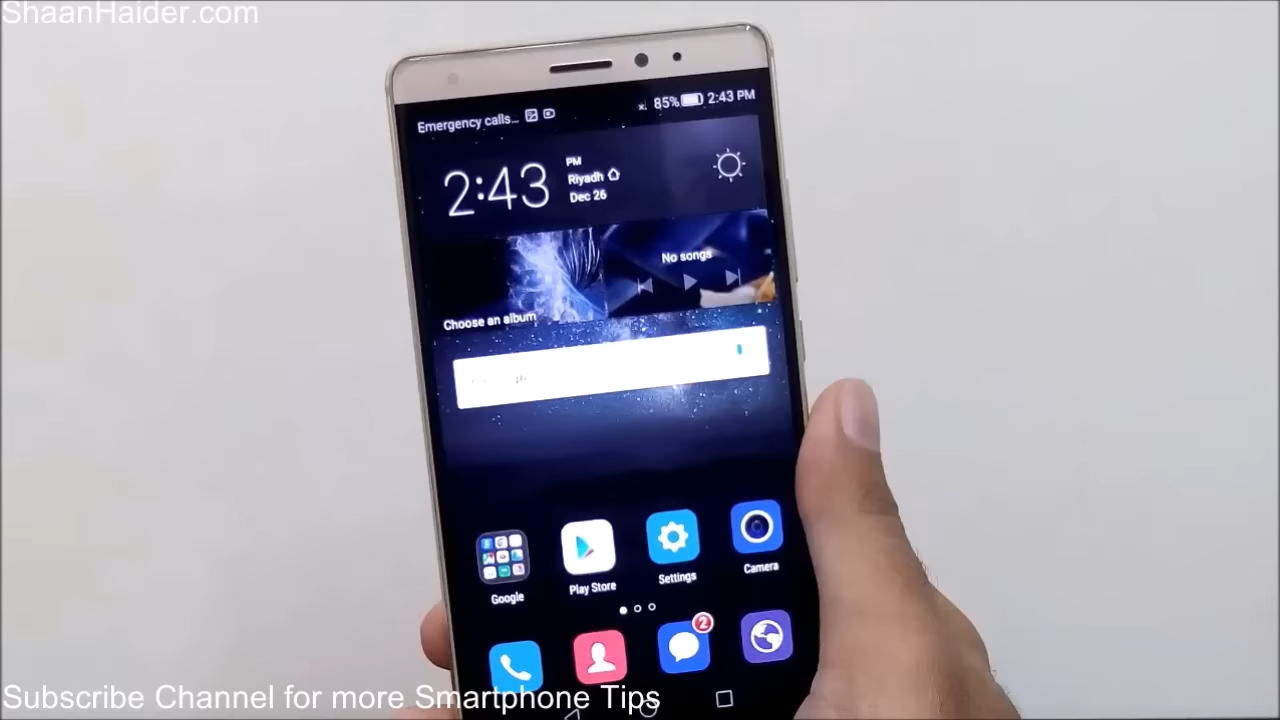 ShaanHaider.com
Emergency calls...
85%
2:43 PM
2:43
PM
Riyadh
Dec 26
No songs
Choose an album
Google
Play Store
Settings
Camera
2
Subscribe Channel for more Smartphone Tips